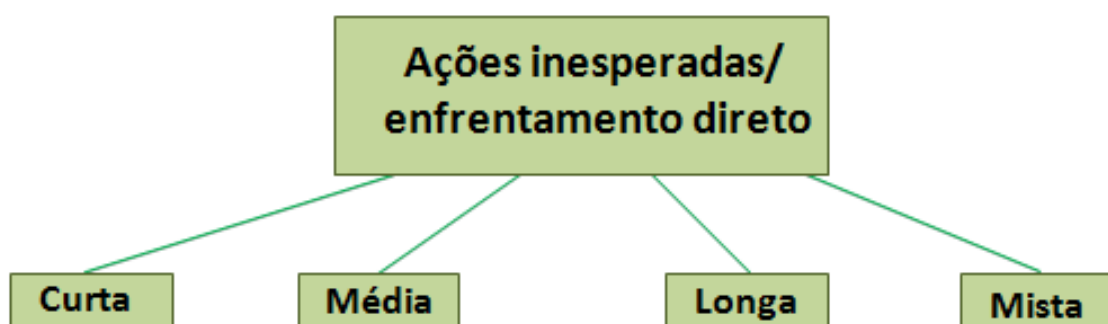 Ações inesperadas/
enfrentamento direto
Curta
Média
Longa
Mista